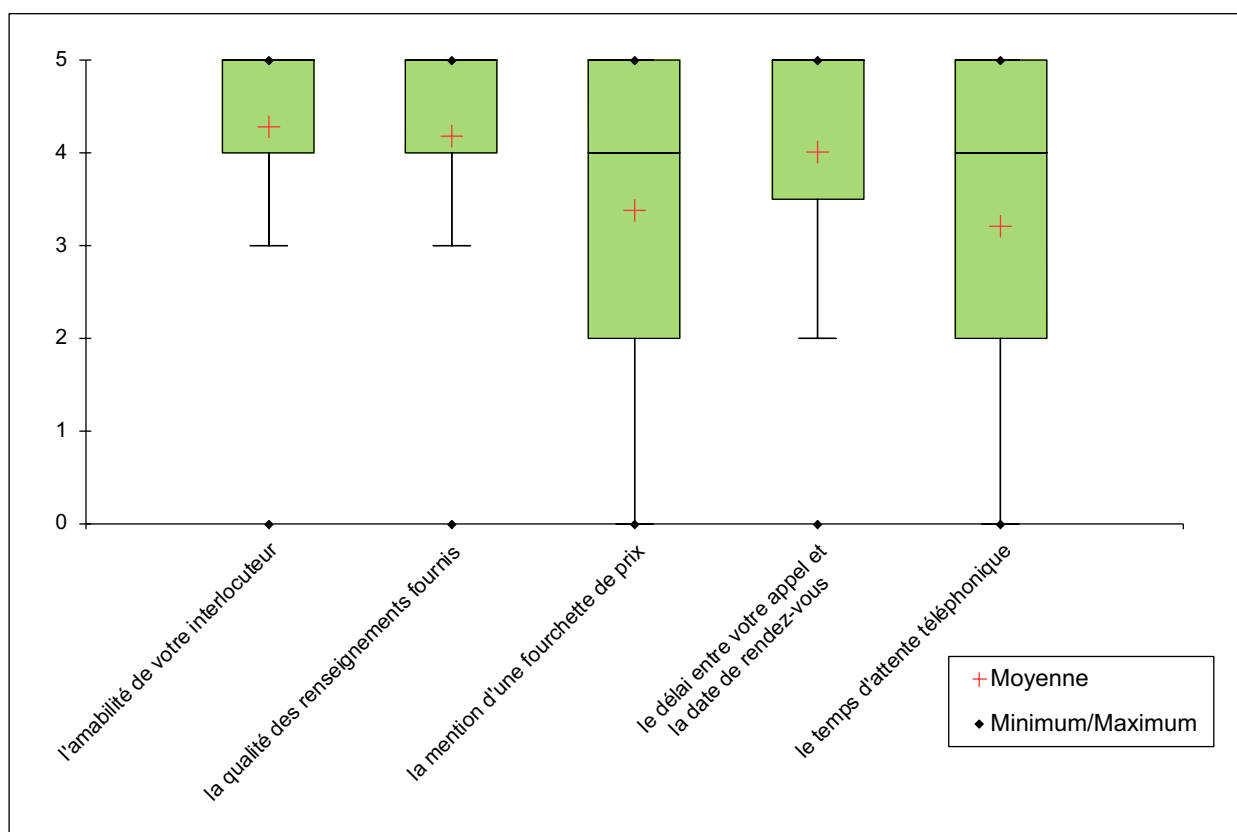 5
4
3
2
1
0
l'amabilité de votre interlocuteur
la qualité des renseignements fournis
la mention d'une fourchette de prix
le délai entre votre appel et
la date de rendez-vous
le temps d'attente téléphonique
Moyenne
Minimum/Maximum